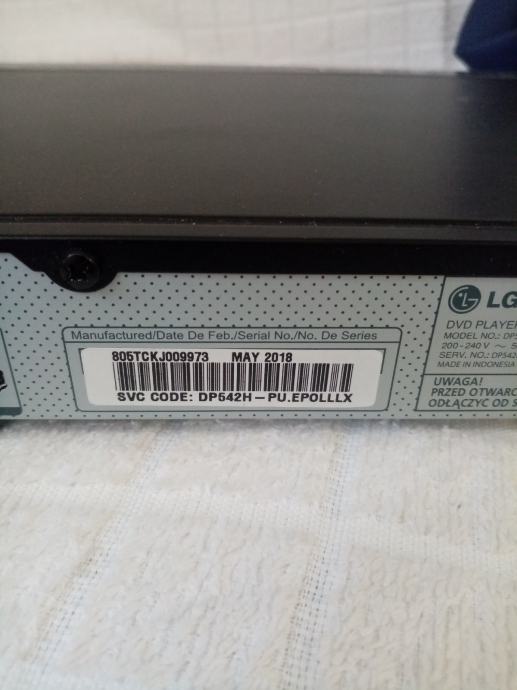 Manufactured/Date De Feb./Serial No./No. De Series
805TCKJ009973 MAY 2018
SVC CODE: DP542H-PU.EPOLLLX
LG
DVD PLAYER
MODEL NO.:
200-240 V ~
SERV. NO.: DP542
MADE IN INDONESIA
UWAGA!
PRZED OTWARC
ODŁĄCZYC OD S